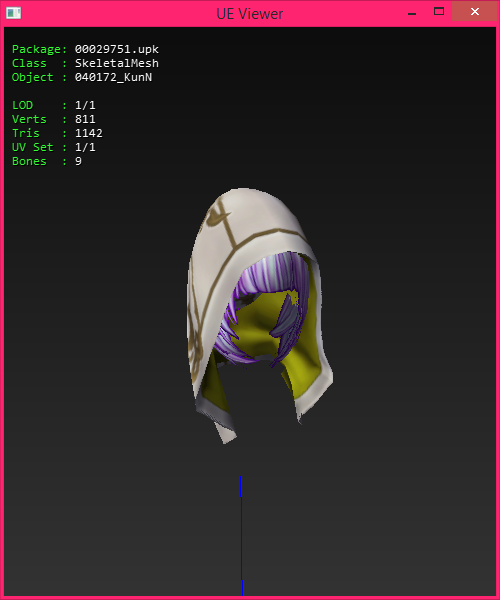 UE Viewer
Package: 00029751.upk
Class  : SkeletalMesh
Object : 040172_KunN
LOD    : 1/1
Verts  : 811
Tris   : 1142
UV Set : 1/1
Bones  : 9